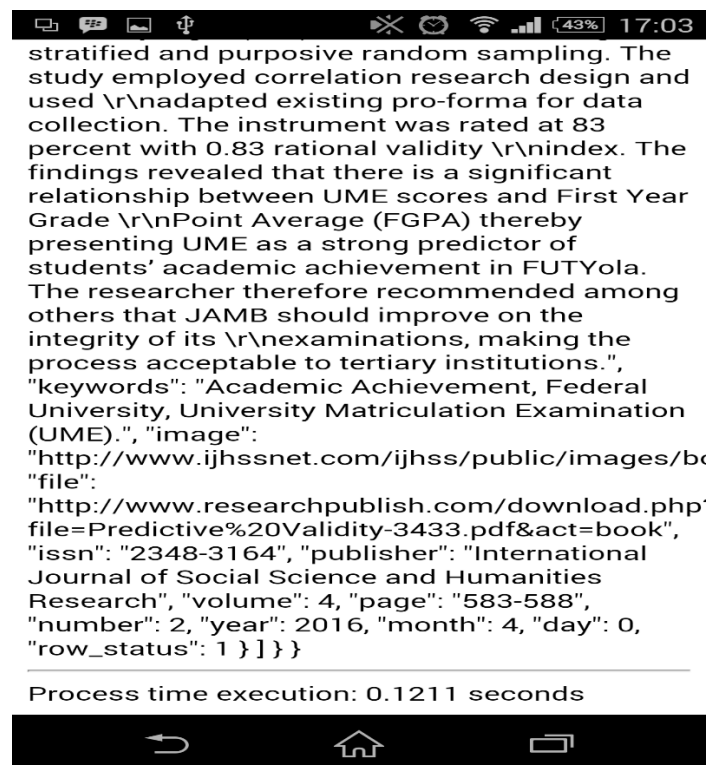 43% 17:03
stratified and purposive random sampling. The
study employed correlation research design and
used \r\nadapted existing pro-forma for data
collection. The instrument was rated at 83
percent with 0.83 rational validity \r\nindex. The
findings revealed that there is a significant
relationship between UME scores and First Year
Grade \r\nPoint Average (FGPA) thereby
presenting UME as a strong predictor of
students’ academic achievement in FUTYola.
The researcher therefore recommended among
others that JAMB should improve on the
integrity of its \r\nexaminations, making the
process acceptable to tertiary institutions.",
"keywords": "Academic Achievement, Federal
University, University Matriculation Examination
(UME).", "image":
"http://www.ijhssnet.com/ijhss/public/images/bo
"file":
"http://www.researchpublish.com/download.php?
file=Predictive%20Validity-3433.pdf&act=book",
"issn": "2348-3164", "publisher": "International
Journal of Social Science and Humanities
Research", "volume": 4, "page": "583-588",
"number": 2, "year": 2016, "month": 4, "day": 0,
"row_status": 1 } ] } }
Process time execution: 0.1211 seconds